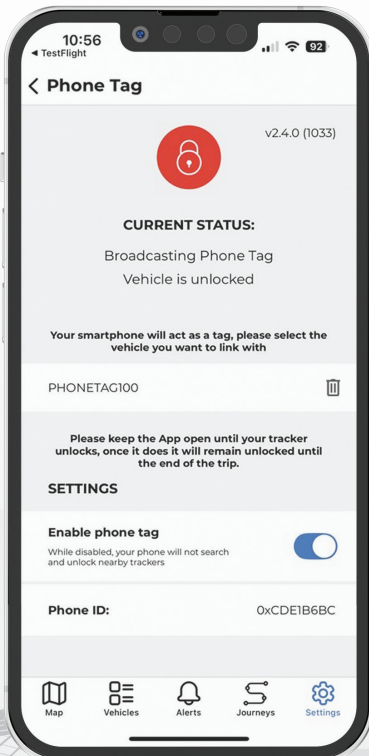 10:56
92
◀ TestFlight
Phone Tag
v2.4.0 (1033)
CURRENT STATUS:
Broadcasting Phone Tag
Vehicle is unlocked
Your smartphone will act as a tag, please select the
vehicle you want to link with
PHONETAG100
Please keep the App open until your tracker
unlocks, once it does it will remain unlocked until
the end of the trip.
SETTINGS
Enable phone tag
While disabled, your phone will not search
and unlock nearby trackers
Phone ID:
0xCDE1B6BC
Map
Vehicles
Alerts
Journeys
Settings